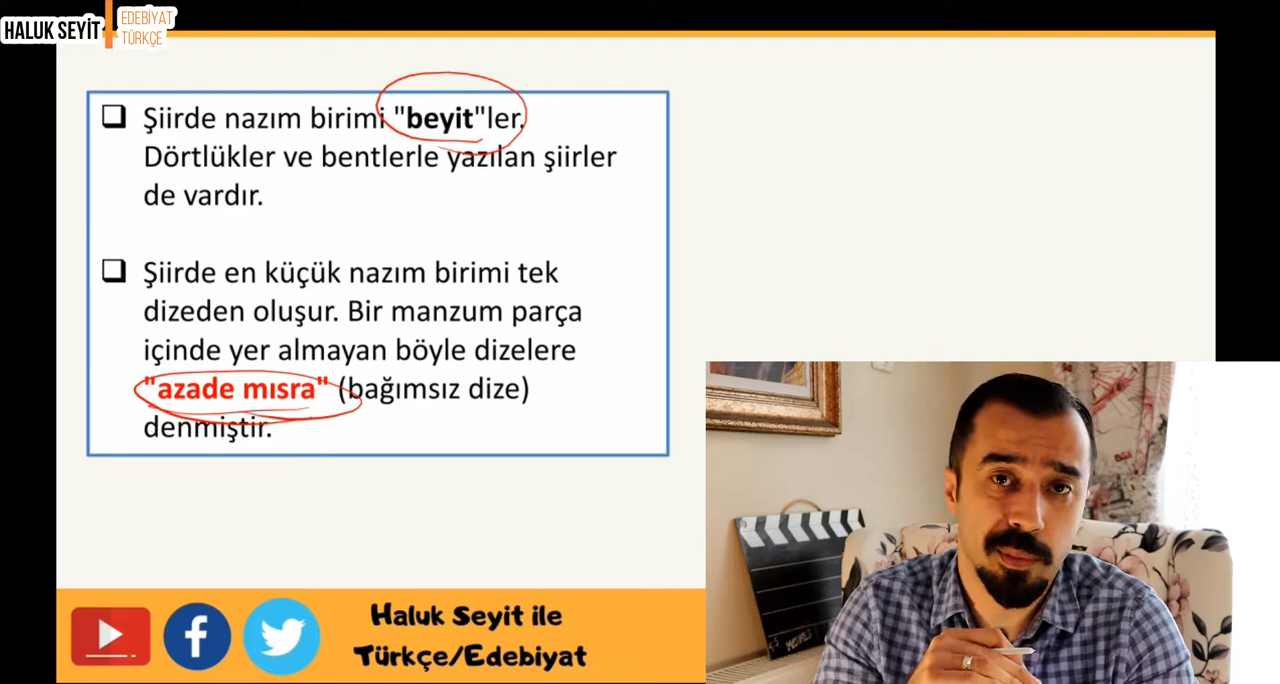 HALUK SEYİT
EDEBİYAT
TÜRKÇE
Şiirde nazım birimi "beyit"ler.
Dörtlükler ve bentlerle yazılan şiirler
de vardır.
Şiirde en küçük nazım birimi tek
dizeden oluşur. Bir manzum parça
içinde yer almayan böyle dizelere
"azade mısra" (bağımsız dize)
denmiştir.
Haluk Seyit ile
Türkçe/Edebiyat